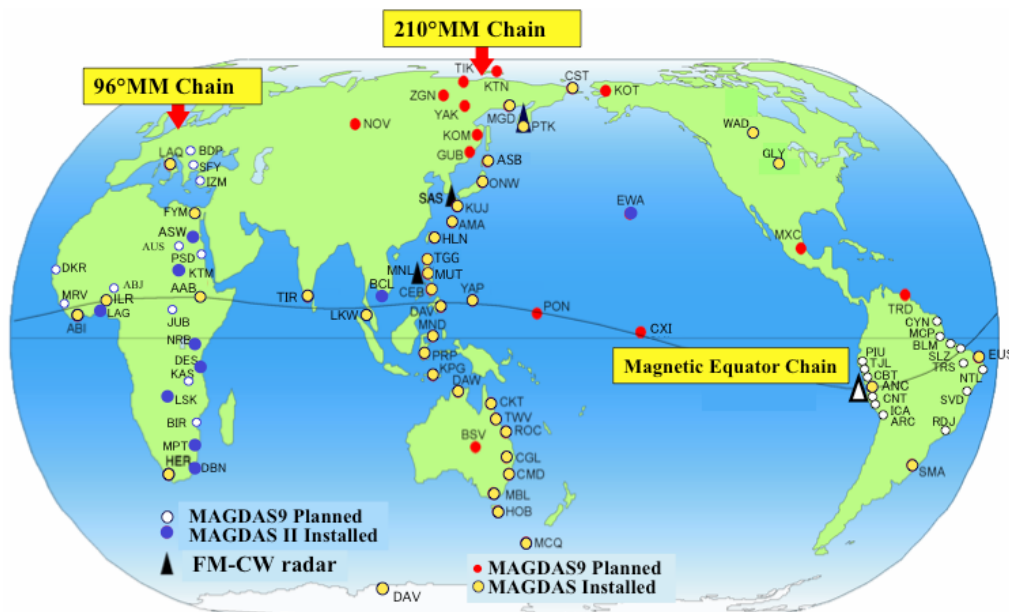 210°MM Chain
96°MM Chain
TIK
KTN
CST
ZGN
KOT
YAK
MGD
PTK
NOV
KOM
WAD
GUB
LAQ
BDP
SFY
IZM
ASB
GLY
ONW
SAS
KUJ
FYM
EWA
AMA
ASW
HLN
AUS
MXC
PSD
TGG
DKR
KTM
MNL
MUT
ABJ
BCL
CEB
AAB
TIR
YAP
MRV
ILR
LAG
ABI
LKW
DAV
PON
TRD
JUB
CYN
MND
CXI
MCP
NRB
BLM
PRP
PIU
SLZ
EUS
DES
TJL
TRS
KAS
KPG
Magnetic Equator Chain
CBT
NTL
DAW
ANC
LSK
CKT
CNT
SVD
ICA
TWV
ARC
BIR
ROC
RDJ
BSV
MPT
CGL
HER
DBN
CMD
SMA
MBL
HOB
MAGDAS9 Planned
MAGDAS II Installed
FM-CW radar
MCQ
MAGDAS9 Planned
MAGDAS Installed
DAV